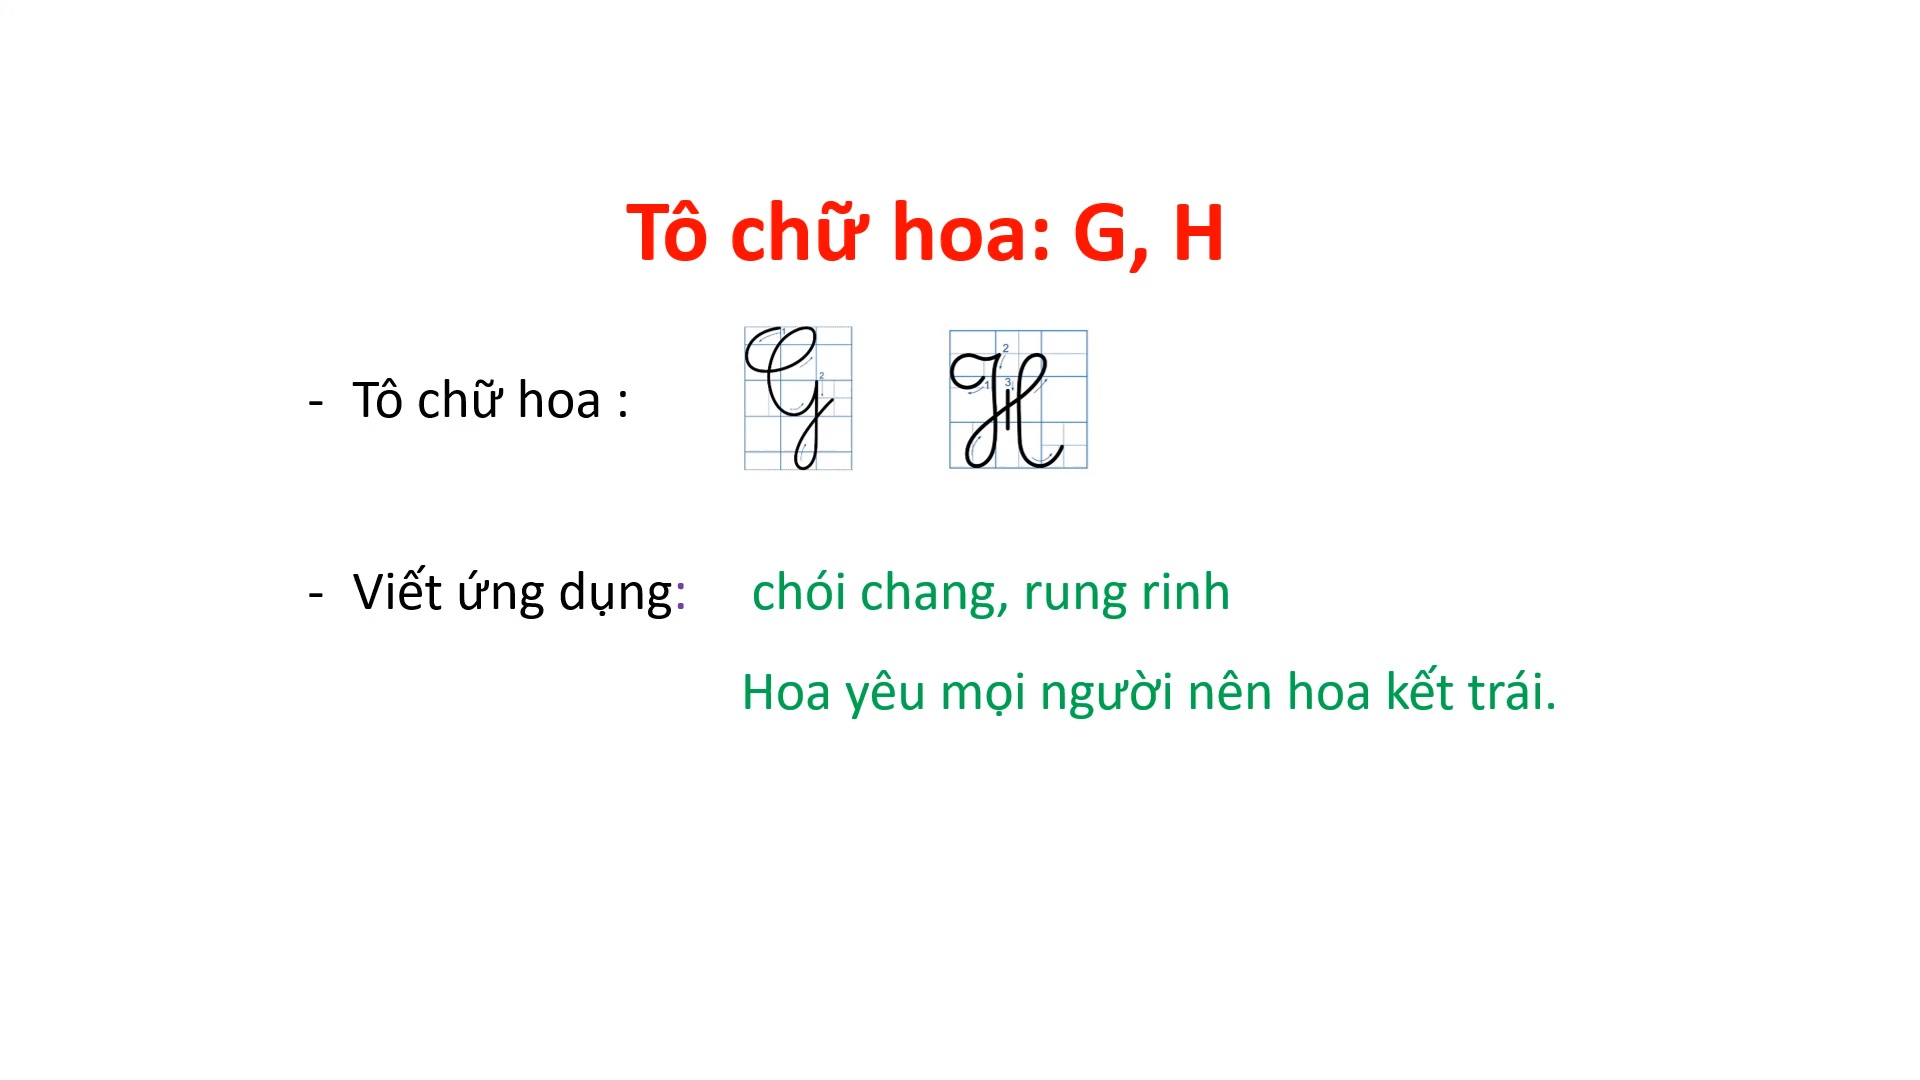 Tô chữ hoa: G, H
- Tô chữ hoa : G H
- Viết ứng dụng: chói chang, rung rinh
Hoa yêu mọi người nên hoa kết trái.